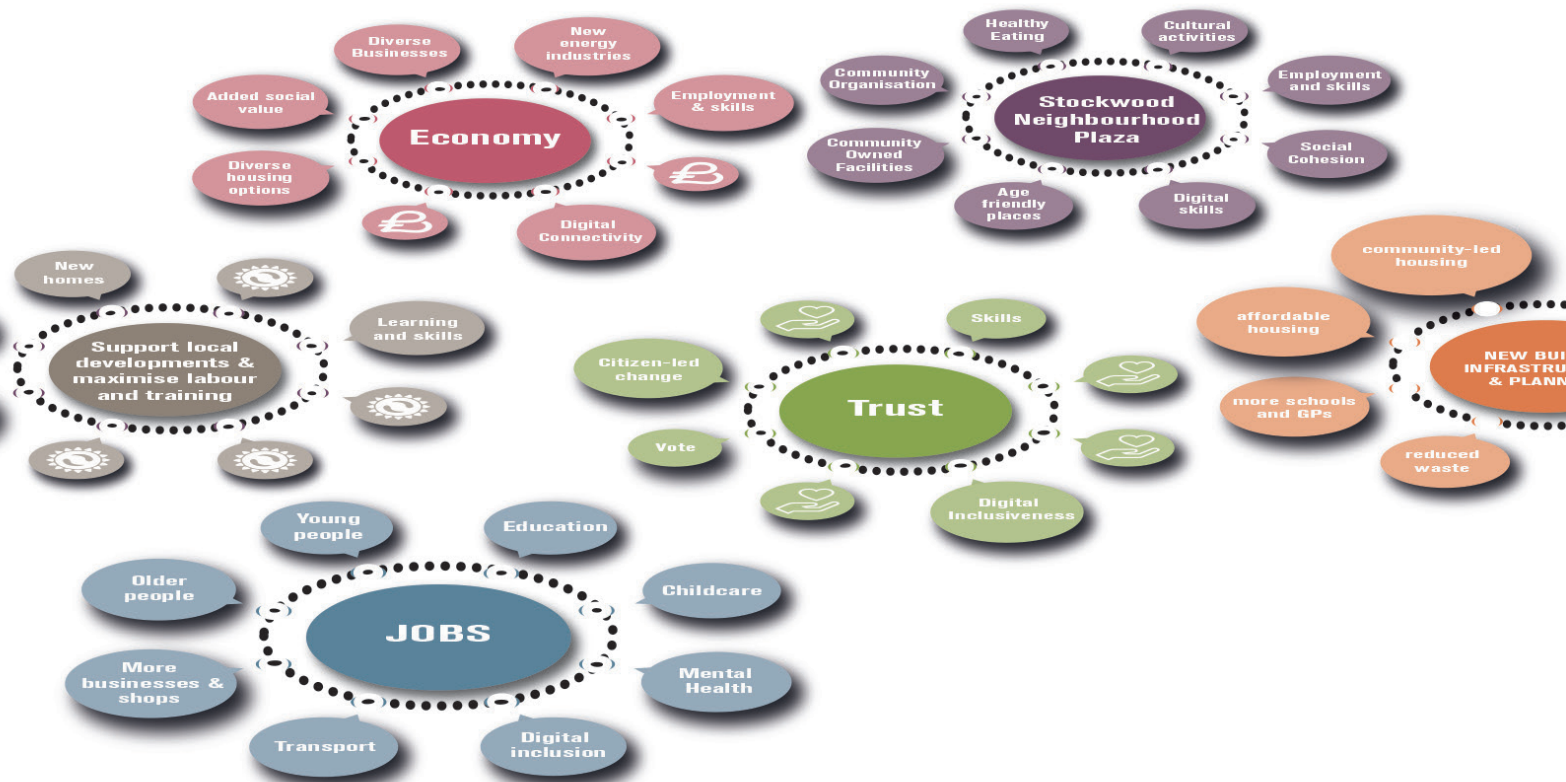 Diverse
Businesses
New
energy
industries
Added social
value
Employment
& skills
Economy
Diverse
housing
options
Digital
Connectivity
Healthy
Eating
Cultural
activities
Community
Organisation
Employment
and skills
Stockwood
Neighbourhood
Plaza
Community
Owned
Facilities
Social
Cohesion
Age
friendly
places
Digital
skills
New
homes
Learning
and skills
Support local
developments &
maximise labour
and training
Skills
Citizen-led
change
Trust
Vote
Digital
Inclusiveness
community-led
housing
affordable
housing
NEW BUI
INFRASTRU
& PLANN
more schools
and GPs
reduced
waste
Young
people
Education
Older
people
Childcare
JOBS
More
businesses &
shops
Mental
Health
Transport
Digital
inclusion